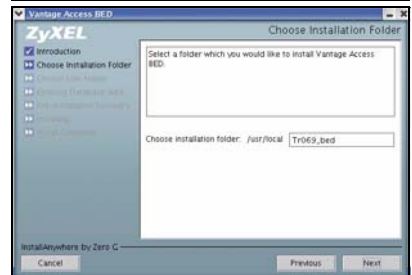 Vantage Access BED
ZyXEL
Choose Installation Folder
Introduction
Choose Installation Folder
Select a folder which you would like to install Vantage Access
BED.
Choose installation folder: /usr/local Tr069_bed
InstallAnywhere by Zero G
Cancel
Previous
Next